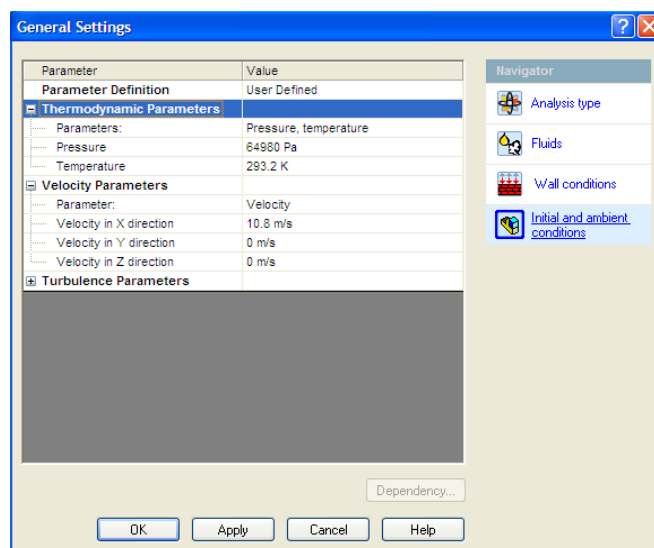 General Settings
Parameter Value
Parameter Definition User Defined
Thermodynamic Parameters
Parameters: Pressure, temperature
Pressure 64980 Pa
Temperature 293.2 K
Velocity Parameters
Parameter: Velocity
Velocity in X direction 10.8 m/s
Velocity in Y direction 0 m/s
Velocity in Z direction 0 m/s
Turbulence Parameters
Dependency...
OK Apply Cancel Help
Navigator
Analysis type
Fluids
Wall conditions
Initial and ambient
conditions